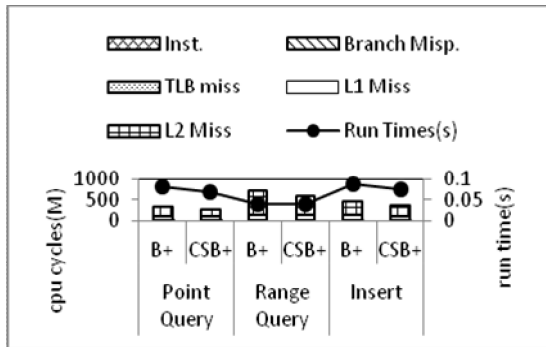 Inst.
Branch Misp.
TLB miss
L1 Miss
L2 Miss
Run Times(s)
cpu cycles(M)
1000
500
0
0.1
0.05
0
run time(s)
B+ CSB+ B+ CSB+ B+ CSB+
Point Query
Range Query
Insert